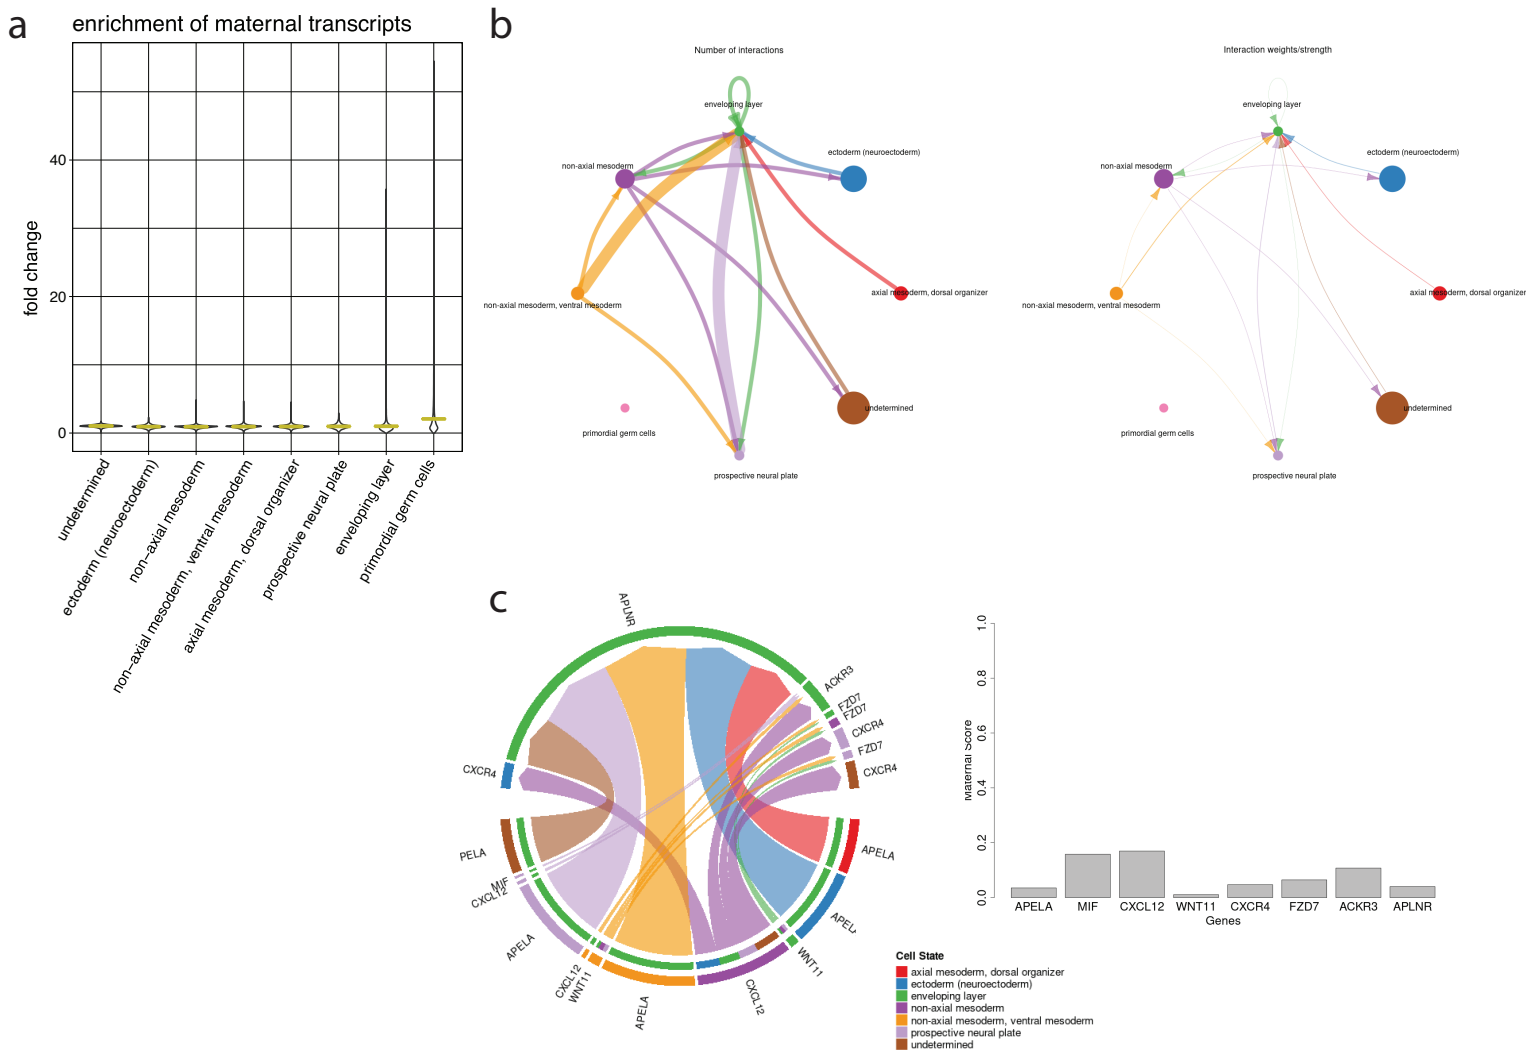 a
enrichment of maternal transcripts
fold change
40
20
0
undetermined
ectoderm (neuroectoderm)
non−axial mesoderm
non−axial mesoderm, ventral mesoderm
axial mesoderm, dorsal organizer
prospective neural plate
enveloping layer
primordial germ cells
b
Number of interactions
enveloping layer
ectoderm (neuroectoderm)
non-axial mesoderm
axial mesoderm, dorsal organizer
non-axial mesoderm, ventral mesoderm
undetermined
primordial germ cells
prospective neural plate
Interaction weights/strength
enveloping layer
ectoderm (neuroectoderm)
non-axial mesoderm
axial mesoderm, dorsal organizer
non-axial mesoderm, ventral mesoderm
undetermined
primordial germ cells
prospective neural plate
c
APLNR
ACKR3
FZD7
FZD7
CXCR4
FZD7
CXCR4
CXCR4
PELA
MIF
CXCL12
APELA
CXCL12
WNT11
APELA
CXCL12
WNT11
APEL
APELA
Maternal Score
1.0
0.8
0.6
0.4
0.2
0.0
APELA MIF CXCL12 WNT11 CXCR4 FZD7 ACKR3 APLNR
Genes
Cell State
axial mesoderm, dorsal organizer
ectoderm (neuroectoderm)
enveloping layer
non-axial mesoderm
non-axial mesoderm, ventral mesoderm
prospective neural plate
undetermined